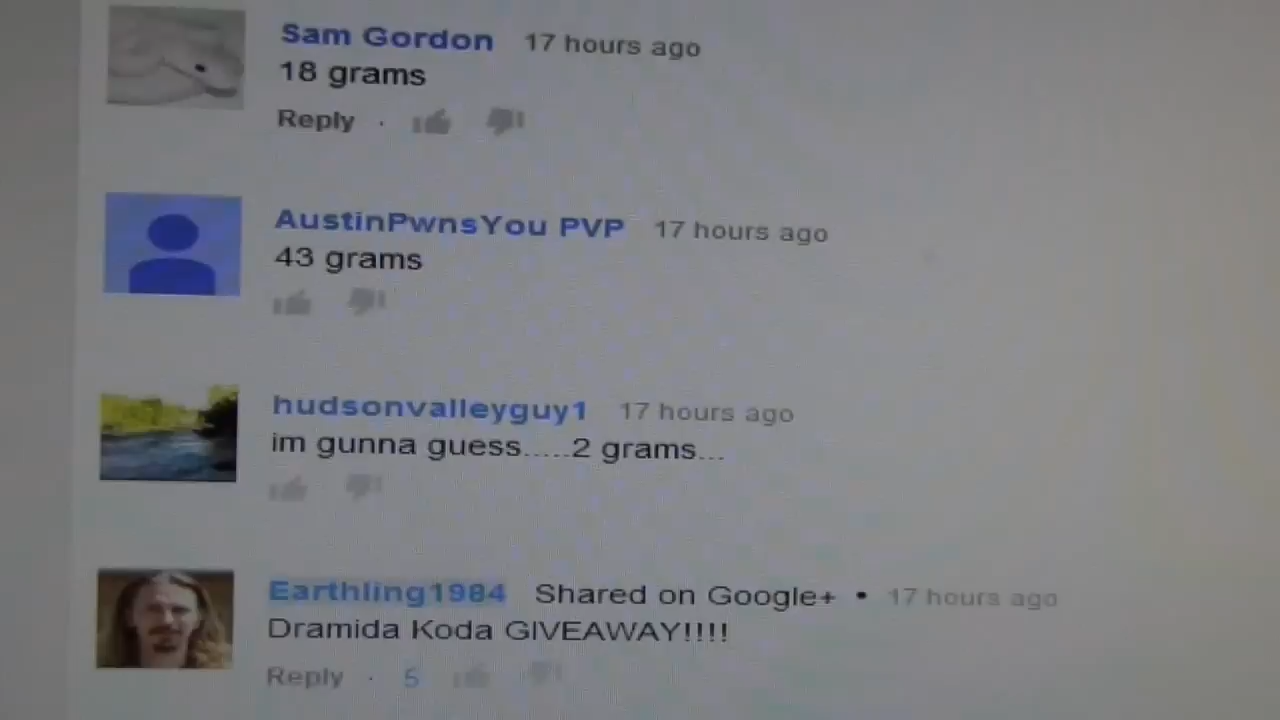 Sam Gordon 17 hours ago
18 grams
Reply ·
AustinPwnsYou PVP 17 hours ago
43 grams
hudsonvalleyguy1 17 hours ago
im gunna guess.....2 grams...
Earthling1984 Shared on Google+ • 17 hours ago
Dramida Koda GIVEAWAY!!!!
Reply · 5